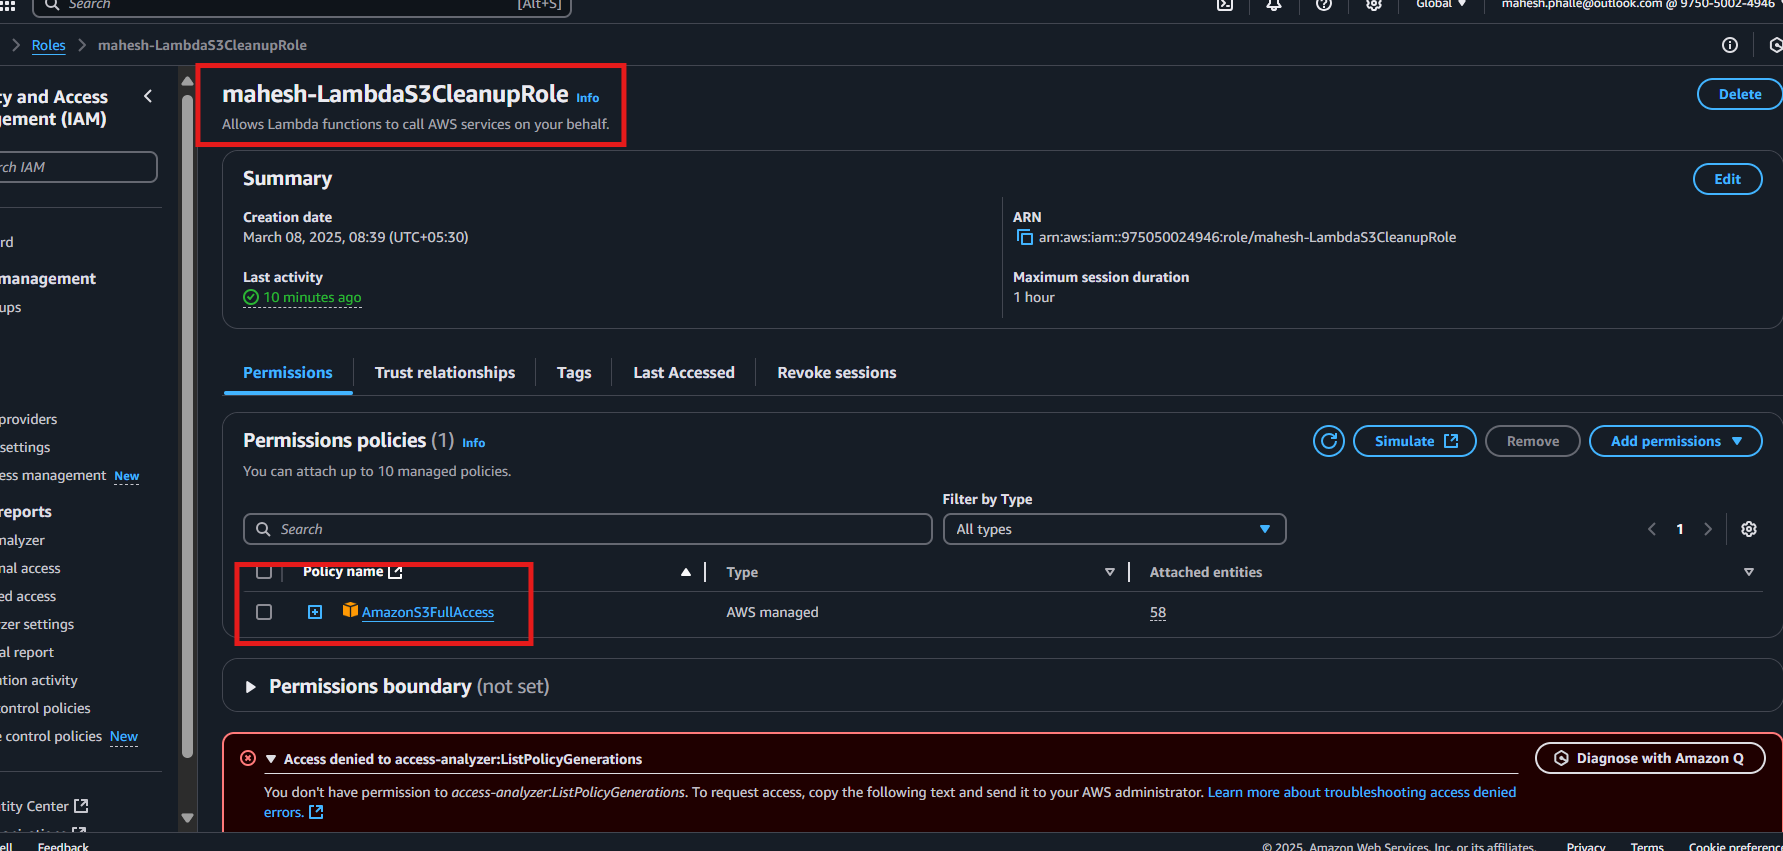 Search [Alt+S] Global mahesh.phalle@outlook.com @ 9750-5002-4946
Roles mahesh-LambdaS3CleanupRole
ty and Access
gement (IAM)
rch IAM
rd
management
ups
providers
settings
ess management New
reports
nalyzer
nal access
ed access
zer settings
al report
ation activity
control policies
e control policies New
tity Center
ell Feedback
mahesh-LambdaS3CleanupRole Info
Allows Lambda functions to call AWS services on your behalf.
Delete
Summary
Edit
Creation date
March 08, 2025, 08:39 (UTC+05:30)
Last activity
10 minutes ago
ARN
arn:aws:iam::975050024946:role/mahesh-LambdaS3CleanupRole
Maximum session duration
1 hour
Permissions Trust relationships Tags Last Accessed Revoke sessions
Permissions policies (1) Info
You can attach up to 10 managed policies.
Simulate Remove Add permissions
Filter by Type
Search All types 1
Policy name Type Attached entities
AmazonS3FullAccess AWS managed 58
Permissions boundary (not set)
Access denied to access-analyzer:ListPolicyGenerations
Diagnose with Amazon Q
You don't have permission to access-analyzer:ListPolicyGenerations. To request access, copy the following text and send it to your AWS administrator. Learn more about troubleshooting access denied
errors.
© 2025, Amazon Web Services, Inc. or its affiliates. Privacy Terms Cookie preference